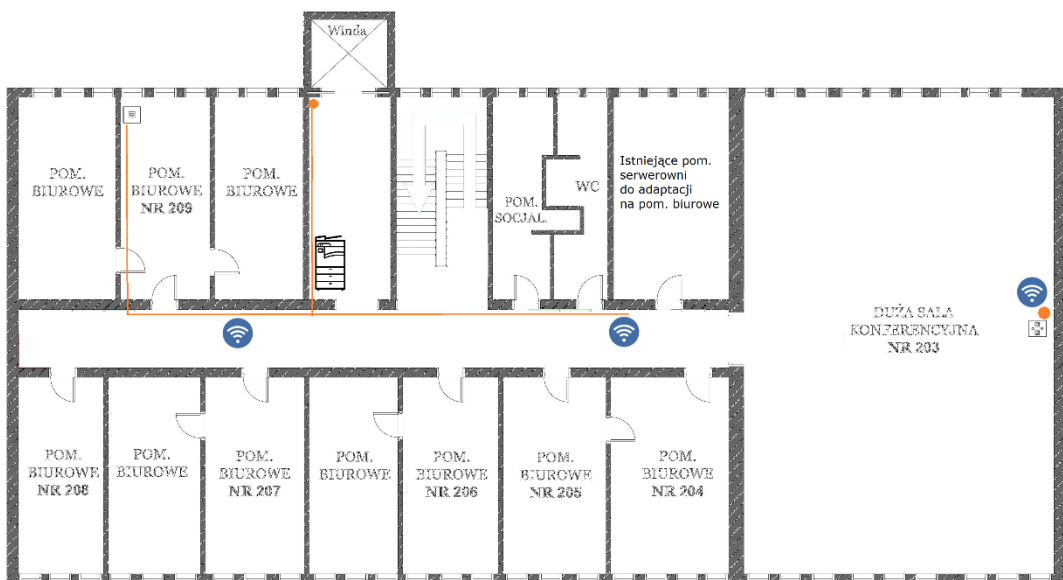 Winda
POM.
BIUROWE
POM.
BIUROWE
NR 209
POM.
BIUROWE
POM.
SOCJAL.
WC
Istniejące pom.
serwerowni
do adaptacji
na pom. biurowe
DUŻA SALA
KONFERENCYJNA
NR 203
POM.
BIUROWE
NR 208
POM.
BIUROWE
POM.
BIUROWE
NR 207
POM.
BIUROWE
POM.
BIUROWE
NR 206
POM.
BIUROWE
NR 205
POM.
BIUROWE
NR 204